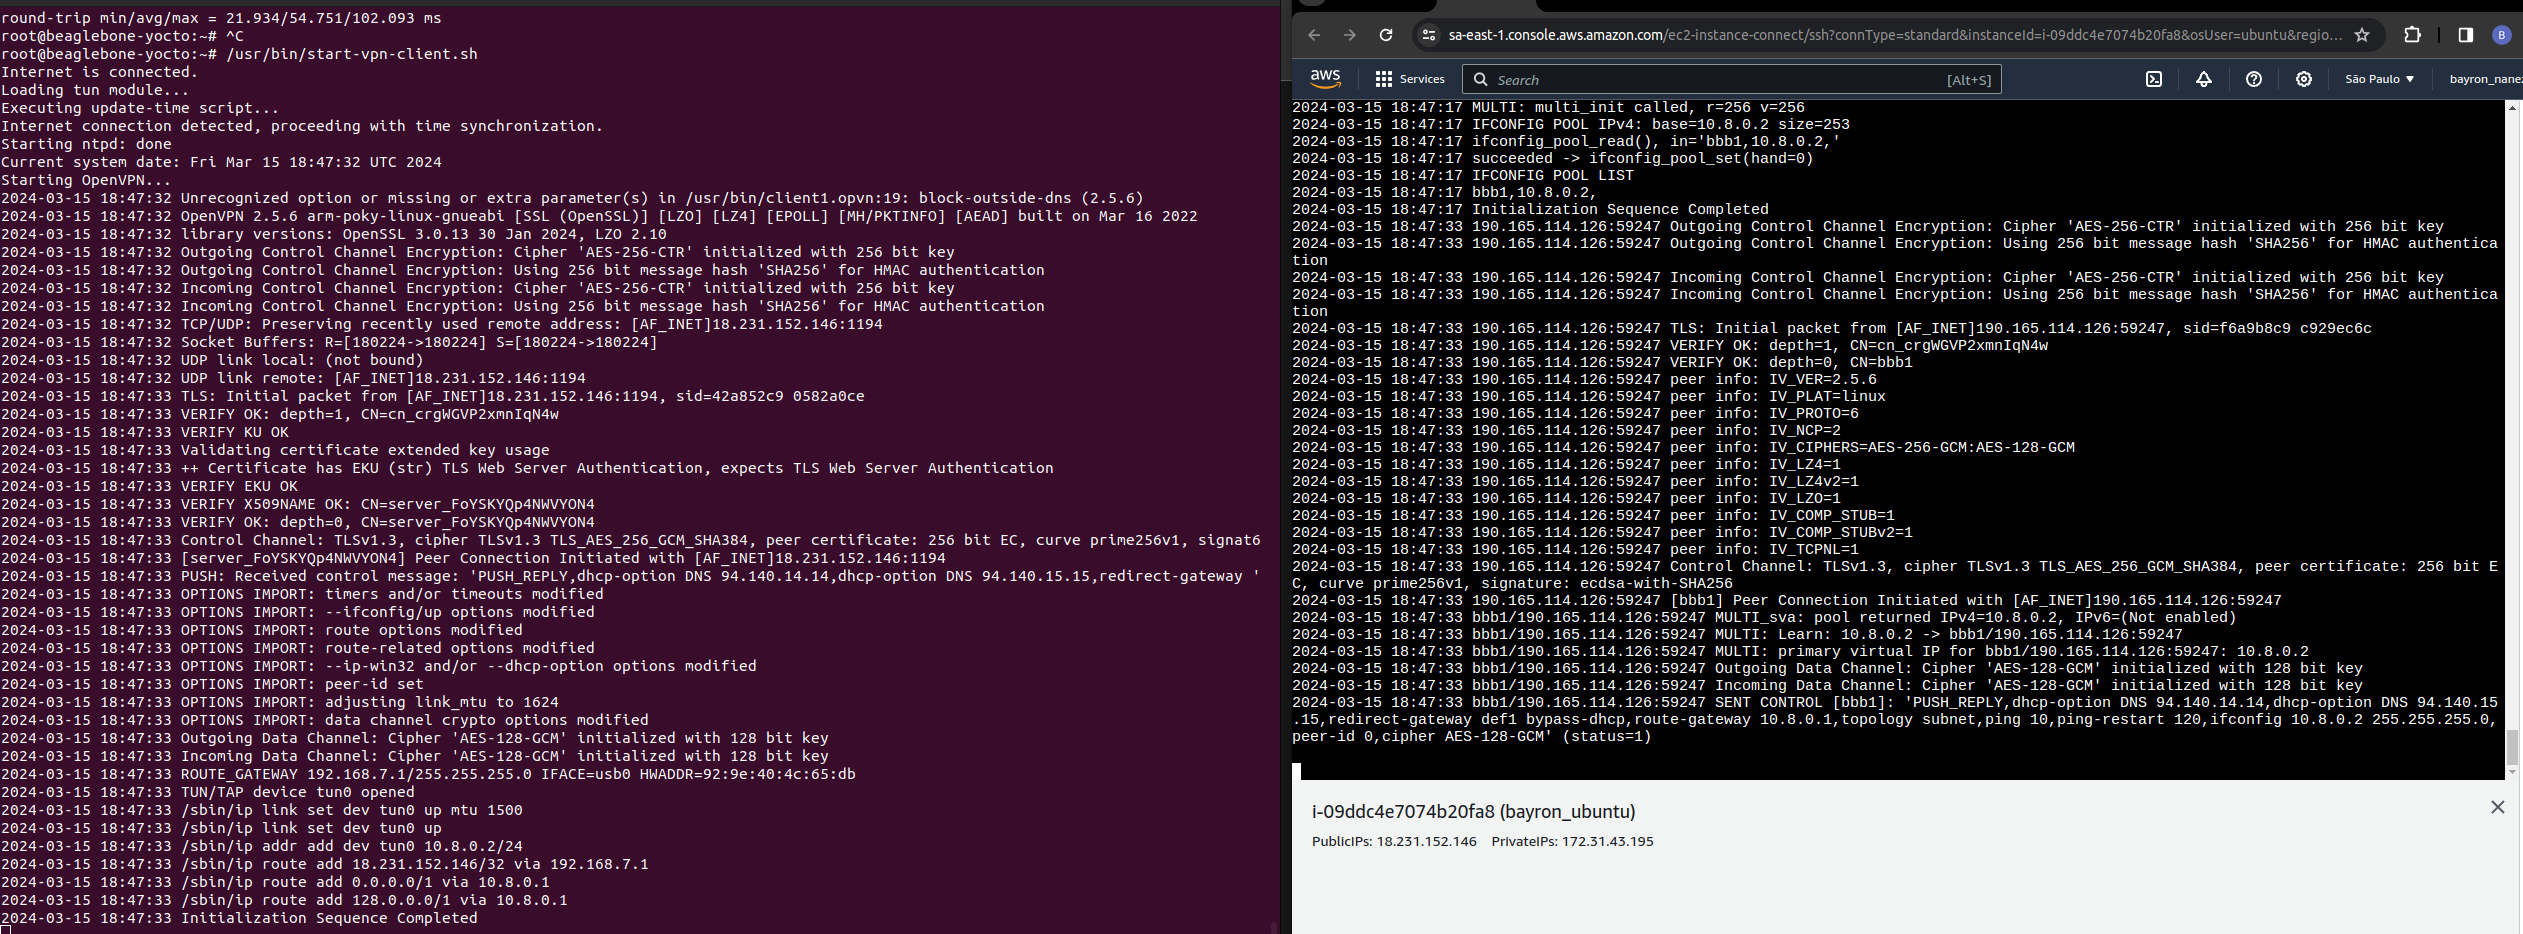 round-trip min/avg/max = 21.934/54.751/102.093 ms
root@beaglebone-yocto:~# ^C
root@beaglebone-yocto:~# /usr/bin/start-vpn-client.sh
Internet is connected.
Loading tun module...
Executing update-time script...
Internet connection detected, proceeding with time synchronization.
Starting ntpd: done
Current system date: Fri Mar 15 18:47:32 UTC 2024
Starting OpenVPN...
2024-03-15 18:47:32 Unrecognized option or missing or extra parameter(s) in /usr/bin/client1.opvn:19: block-outside-dns (2.5.6)
2024-03-15 18:47:32 OpenVPN 2.5.6 arm-poky-linux-gnueabi [SSL (OpenSSL)] [LZO] [LZ4] [EPOLL] [MH/PKTINFO] [AEAD] built on Mar 16 2022
2024-03-15 18:47:32 library versions: OpenSSL 3.0.13 30 Jan 2024, LZO 2.10
2024-03-15 18:47:32 Outgoing Control Channel Encryption: Cipher 'AES-256-CTR' initialized with 256 bit key
2024-03-15 18:47:32 Outgoing Control Channel Encryption: Using 256 bit message hash 'SHA256' for HMAC authentication
2024-03-15 18:47:32 Incoming Control Channel Encryption: Cipher 'AES-256-CTR' initialized with 256 bit key
2024-03-15 18:47:32 Incoming Control Channel Encryption: Using 256 bit message hash 'SHA256' for HMAC authentication
2024-03-15 18:47:32 TCP/UDP: Preserving recently used remote address: [AF_INET]18.231.152.146:1194
2024-03-15 18:47:32 Socket Buffers: R=[180224->180224] S=[180224->180224]
2024-03-15 18:47:32 UDP link local: (not bound)
2024-03-15 18:47:32 UDP link remote: [AF_INET]18.231.152.146:1194
2024-03-15 18:47:33 TLS: Initial packet from [AF_INET]18.231.152.146:1194, sid=42a852c9 0582a0ce
2024-03-15 18:47:33 VERIFY OK: depth=1, CN=cn_crgWGVP2xmnIqN4w
2024-03-15 18:47:33 VERIFY KU OK
2024-03-15 18:47:33 Validating certificate extended key usage
2024-03-15 18:47:33 ++ Certificate has EKU (str) TLS Web Server Authentication, expects TLS Web Server Authentication
2024-03-15 18:47:33 VERIFY EKU OK
2024-03-15 18:47:33 VERIFY X509NAME OK: CN=server_FoYSKYQp4NWVYON4
2024-03-15 18:47:33 VERIFY OK: depth=0, CN=server_FoYSKYQp4NWVYON4
2024-03-15 18:47:33 Control Channel: TLSv1.3, cipher TLSv1.3 TLS_AES_256_GCM_SHA384, peer certificate: 256 bit EC, curve prime256v1, signat6
2024-03-15 18:47:33 [server_FoYSKYQp4NWVYON4] Peer Connection Initiated with [AF_INET]18.231.152.146:1194
2024-03-15 18:47:33 PUSH: Received control message: 'PUSH_REPLY,dhcp-option DNS 94.140.14.14,dhcp-option DNS 94.140.15.15,redirect-gateway '
2024-03-15 18:47:33 OPTIONS IMPORT: timers and/or timeouts modified
2024-03-15 18:47:33 OPTIONS IMPORT: --ifconfig/up options modified
2024-03-15 18:47:33 OPTIONS IMPORT: route options modified
2024-03-15 18:47:33 OPTIONS IMPORT: route-related options modified
2024-03-15 18:47:33 OPTIONS IMPORT: --ip-win32 and/or --dhcp-option options modified
2024-03-15 18:47:33 OPTIONS IMPORT: peer-id set
2024-03-15 18:47:33 OPTIONS IMPORT: adjusting link_mtu to 1624
2024-03-15 18:47:33 OPTIONS IMPORT: data channel crypto options modified
2024-03-15 18:47:33 Outgoing Data Channel: Cipher 'AES-128-GCM' initialized with 128 bit key
2024-03-15 18:47:33 Incoming Data Channel: Cipher 'AES-128-GCM' initialized with 128 bit key
2024-03-15 18:47:33 ROUTE_GATEWAY 192.168.7.1/255.255.255.0 IFACE=usb0 HWADDR=92:9e:40:4c:65:db
2024-03-15 18:47:33 TUN/TAP device tun0 opened
2024-03-15 18:47:33 /sbin/ip link set dev tun0 up mtu 1500
2024-03-15 18:47:33 /sbin/ip link set dev tun0 up
2024-03-15 18:47:33 /sbin/ip addr add dev tun0 10.8.0.2/24
2024-03-15 18:47:33 /sbin/ip route add 18.231.152.146/32 via 192.168.7.1
2024-03-15 18:47:33 /sbin/ip route add 0.0.0.0/1 via 10.8.0.1
2024-03-15 18:47:33 /sbin/ip route add 128.0.0.0/1 via 10.8.0.1
2024-03-15 18:47:33 Initialization Sequence Completed
sa-east-1.console.aws.amazon.com/ec2-instance-connect/ssh?connType=standard&instanceId=i-09ddc4e7074b20fa8&osUser=ubuntu&regio...
B
aws
Services
Search
[Alt+S]
São Paulo
bayron_nane
2024-03-15 18:47:17 MULTI: multi_init called, r=256 v=256
2024-03-15 18:47:17 IFCONFIG POOL IPv4: base=10.8.0.2 size=253
2024-03-15 18:47:17 ifconfig_pool_read(), in='bbb1,10.8.0.2,'
2024-03-15 18:47:17 succeeded -> ifconfig_pool_set(hand=0)
2024-03-15 18:47:17 IFCONFIG POOL LIST
2024-03-15 18:47:17 bbb1,10.8.0.2,
2024-03-15 18:47:17 Initialization Sequence Completed
2024-03-15 18:47:33 190.165.114.126:59247 Outgoing Control Channel Encryption: Cipher 'AES-256-CTR' initialized with 256 bit key
2024-03-15 18:47:33 190.165.114.126:59247 Outgoing Control Channel Encryption: Using 256 bit message hash 'SHA256' for HMAC authentica
tion
2024-03-15 18:47:33 190.165.114.126:59247 Incoming Control Channel Encryption: Cipher 'AES-256-CTR' initialized with 256 bit key
2024-03-15 18:47:33 190.165.114.126:59247 Incoming Control Channel Encryption: Using 256 bit message hash 'SHA256' for HMAC authentica
tion
2024-03-15 18:47:33 190.165.114.126:59247 TLS: Initial packet from [AF_INET]190.165.114.126:59247, sid=f6a9b8c9 c929ec6c
2024-03-15 18:47:33 190.165.114.126:59247 VERIFY OK: depth=1, CN=cn_crgWGVP2xmnIqN4w
2024-03-15 18:47:33 190.165.114.126:59247 VERIFY OK: depth=0, CN=bbb1
2024-03-15 18:47:33 190.165.114.126:59247 peer info: IV_VER=2.5.6
2024-03-15 18:47:33 190.165.114.126:59247 peer info: IV_PLAT=linux
2024-03-15 18:47:33 190.165.114.126:59247 peer info: IV_PROTO=6
2024-03-15 18:47:33 190.165.114.126:59247 peer info: IV_NCP=2
2024-03-15 18:47:33 190.165.114.126:59247 peer info: IV_CIPHERS=AES-256-GCM:AES-128-GCM
2024-03-15 18:47:33 190.165.114.126:59247 peer info: IV_LZ4=1
2024-03-15 18:47:33 190.165.114.126:59247 peer info: IV_LZ4v2=1
2024-03-15 18:47:33 190.165.114.126:59247 peer info: IV_LZO=1
2024-03-15 18:47:33 190.165.114.126:59247 peer info: IV_COMP_STUB=1
2024-03-15 18:47:33 190.165.114.126:59247 peer info: IV_COMP_STUBv2=1
2024-03-15 18:47:33 190.165.114.126:59247 peer info: IV_TCPNL=1
2024-03-15 18:47:33 190.165.114.126:59247 Control Channel: TLSv1.3, cipher TLSv1.3 TLS_AES_256_GCM_SHA384, peer certificate: 256 bit E
C, curve prime256v1, signature: ecdsa-with-SHA256
2024-03-15 18:47:33 190.165.114.126:59247 [bbb1] Peer Connection Initiated with [AF_INET]190.165.114.126:59247
2024-03-15 18:47:33 bbb1/190.165.114.126:59247 MULTI_sva: pool returned IPv4=10.8.0.2, IPv6=(Not enabled)
2024-03-15 18:47:33 bbb1/190.165.114.126:59247 MULTI: Learn: 10.8.0.2 -> bbb1/190.165.114.126:59247
2024-03-15 18:47:33 bbb1/190.165.114.126:59247 MULTI: primary virtual IP for bbb1/190.165.114.126:59247: 10.8.0.2
2024-03-15 18:47:33 bbb1/190.165.114.126:59247 Outgoing Data Channel: Cipher 'AES-128-GCM' initialized with 128 bit key
2024-03-15 18:47:33 bbb1/190.165.114.126:59247 Incoming Data Channel: Cipher 'AES-128-GCM' initialized with 128 bit key
2024-03-15 18:47:33 bbb1/190.165.114.126:59247 SENT CONTROL [bbb1]: 'PUSH_REPLY,dhcp-option DNS 94.140.14.14,dhcp-option DNS 94.140.15
.15,redirect-gateway def1 bypass-dhcp,route-gateway 10.8.0.1,topology subnet,ping 10,ping-restart 120,ifconfig 10.8.0.2 255.255.255.0,
peer-id 0,cipher AES-128-GCM' (status=1)
i-09ddc4e7074b20fa8 (bayron_ubuntu)
PublicIPs: 18.231.152.146 PrivateIPs: 172.31.43.195